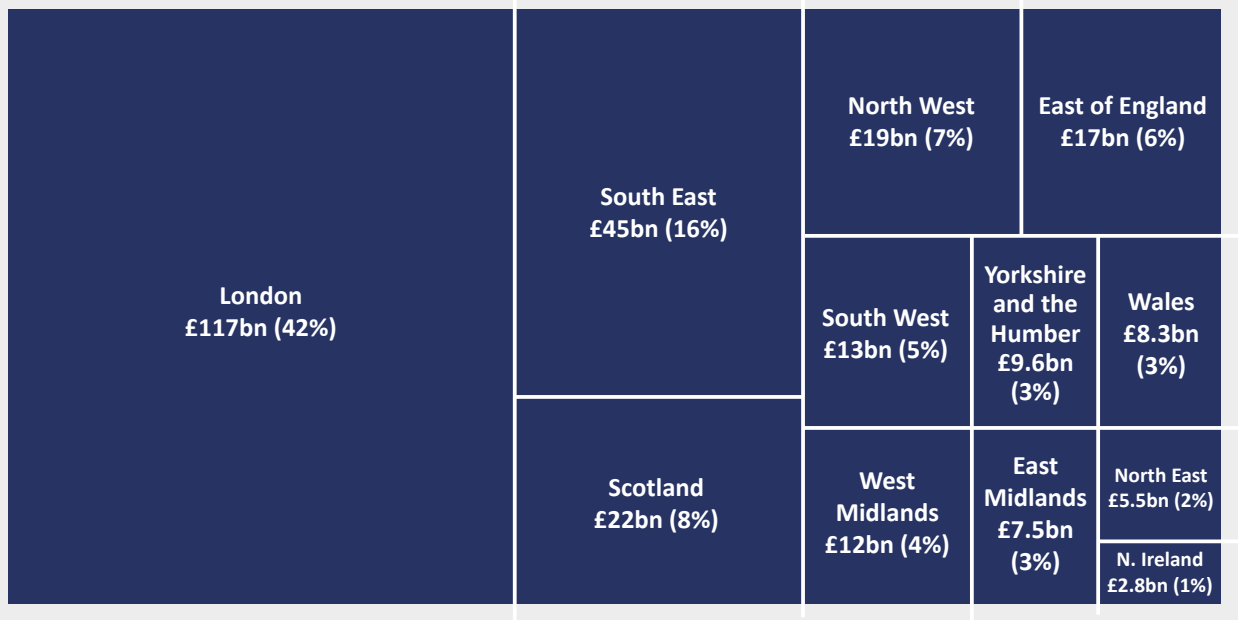 London
£117bn (42%)
South East
£45bn (16%)
Scotland
£22bn (8%)
North West
£19bn (7%)
East of England
£17bn (6%)
South West
£13bn (5%)
Yorkshire
and the
Humber
£9.6bn
(3%)
Wales
£8.3bn
(3%)
West
Midlands
£12bn (4%)
East
Midlands
£7.5bn
(3%)
North East
£5.5bn (2%)
N. Ireland
£2.8bn (1%)